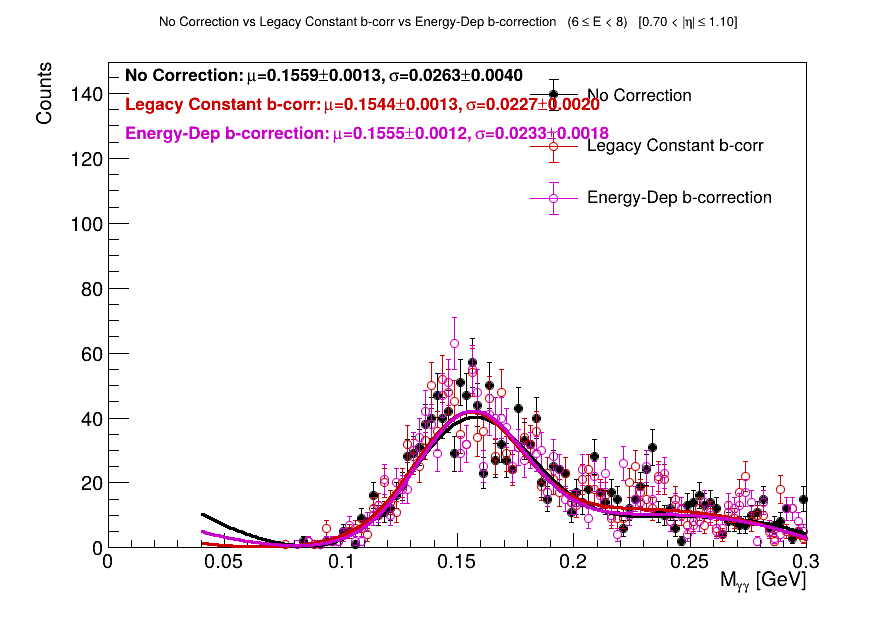 No Correction vs Legacy Constant b-corr vs Energy-Dep b-correction (6 ≤ E < 8) [0.70 < |η| ≤ 1.10]
Counts
No Correction: μ=0.1559±0.0013, σ=0.0263±0.0040
Legacy Constant b-corr: μ=0.1544±0.0013, σ=0.0227±0.0020
Energy-Dep b-correction: μ=0.1555±0.0012, σ=0.0233±0.0018
No Correction
Legacy Constant b-corr
Energy-Dep b-correction
140
120
100
80
60
40
20
0
0 0.05 0.1 0.15 0.2 0.25 0.3
Mγγ [GeV]